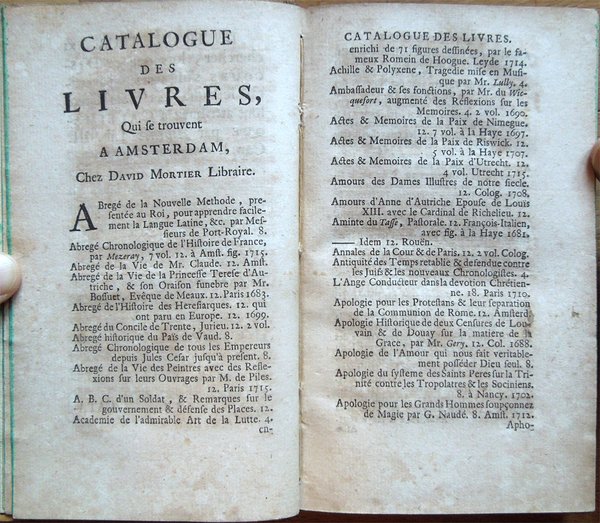 CATALOGUE
DES
LIVRES,
Qui se trouvent
A AMSTERDAM,
Chez DAVID MORTIER Libraire.
ABregé de la Nouvelle Methode, pre-
sentée au Roi, pour apprendre facile-
ment la Langue Latine, &c. par Mes-
sieurs de Port-Royal. 8.
Abregé Chronologique de l'Histoire de France,
par Mezeray, 7 vol. 12. à Amst. fig. 1715.
Abregé de la Vie de Mr. Claude. 12. Amst.
Abregé de la Vie de la Princesse Terese d'Au-
triche, & son Oraison funebre par Mr.
Bossuet, Evêque de Meaux. 12. Paris 1683.
Abregé de l'Histoire des Heresiarques. 12. qui
ont paru en Europe. 12. 1699.
Abregé du Concile de Trente, Jurieu. 12. 2 vol.
Abregé historique du Païs de Vaud. 8.
Abregé Chronologique de tous les Empereurs
depuis Jules Cesar jusqu'à present. 8.
Abregé de la Vie des Peintres avec des Refle-
xions sur leurs Ouvrages par M. de Piles.
12. Paris 1715.
A. B. C. d'un Soldat, & Remarques sur le
gouvernement & défense des Places. 12.
Academie de l'admirable Art de la Lutte. 4.
en-
CATALOGUE DES LIVRES.
enrichi de 71 figures dessinées, par le fa-
meux Romein de Hoogue. Leyde 1714.
Achille & Polyxene, Tragedie mise en Musi-
que par Mr. Lully. 4.
Ambassadeur & ses fonctions, par Mr. du Wic-
quefort, augmenté des Réflexions sur les
Memoires. 4. 2 vol. 1690.
Actes & Memoires de la Paix de Nimegue.
12. 7 vol. à la Haye 1697.
Actes & Memoires de la Paix de Riswick. 12.
5 vol. à la Haye 1707.
Actes & Memoires de la Paix d'Utrecht. 12.
4 vol. Utrecht 1715.
Amours des Dames Illustres de nôtre siecle.
12. Colog. 1708.
Amours d'Anne d'Autriche Epouse de Louïs
XIII. avec le Cardinal de Richelieu. 12.
Aminte du Tasse, Pastorale. 12. François-Italien,
avec fig. à la Haye 1681.
—— Idem 12. Rouën.
Annales de la Cour & de Paris. 12. 2 vol. Colog.
Antiquité des Temps retablie & defendue contre
les Juifs & les nouveaux Chronologistes. 4.
L'Ange Conducteur dans la devotion Chrétien-
ne. 18. Paris 1710.
Apologie pour les Protestans & leur separation
de la Communion de Rome. 12. Amsterd.
Apologie Historique de deux Censures de Lou-
vain & de Douay sur la matiere de la
Grace, par Mr. Gery. 12. Col. 1688.
Apologie de l'Amour qui nous fait veritable-
ment posséder Dieu seul. 8.
Apologie du systême des Saints Peres sur la Tri-
nité contre les Tropolatres & les Sociniens.
8. à Nancy. 1702.
Apologie pour les Grands Hommes soupçonnez
de Magie par G. Naudé. 8. Amst. 1712.
Apho-